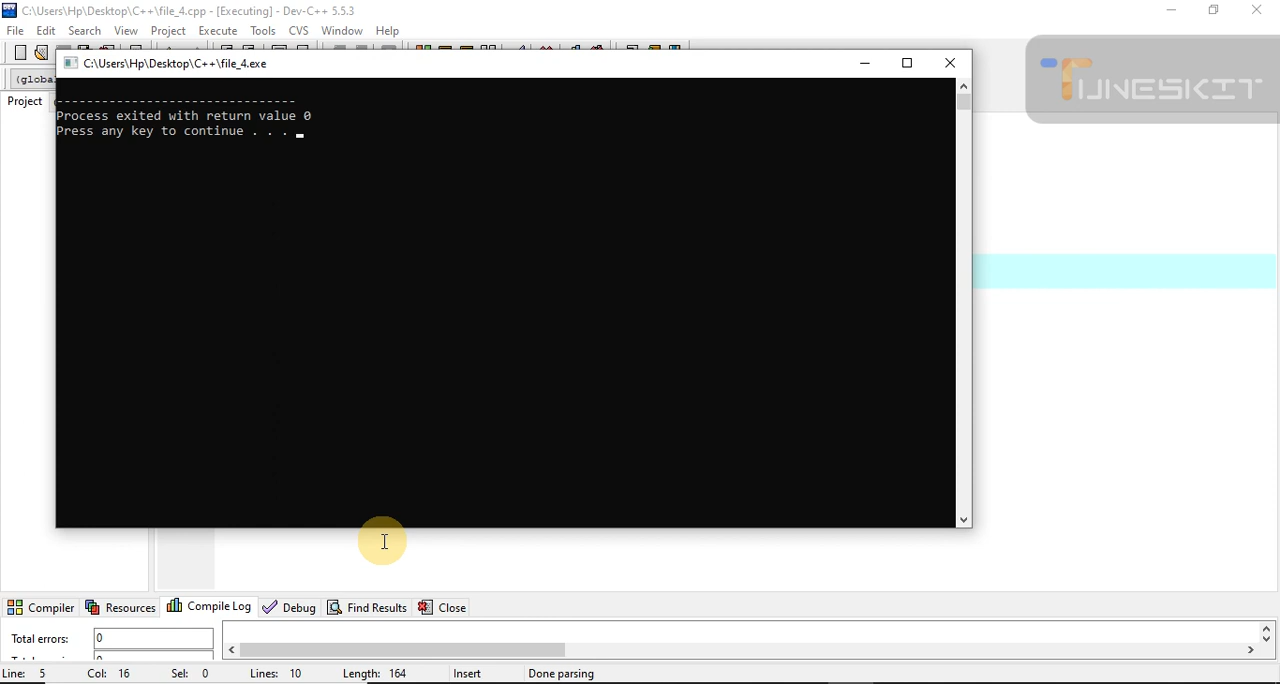 C:\Users\Hp\Desktop\C++\file_4.cpp - [Executing] - Dev-C++ 5.5.3
File Edit Search View Project Execute Tools CVS Window Help
C:\Users\Hp\Desktop\C++\file_4.exe
TUNESKIT
(globa
Project
--------------------------------
Process exited with return value 0
Press any key to continue . . .
Compiler Resources Compile Log Debug Find Results Close
Total errors: 0
Line: 5 Col: 16 Sel: 0 Lines: 10 Length: 164 Insert Done parsing